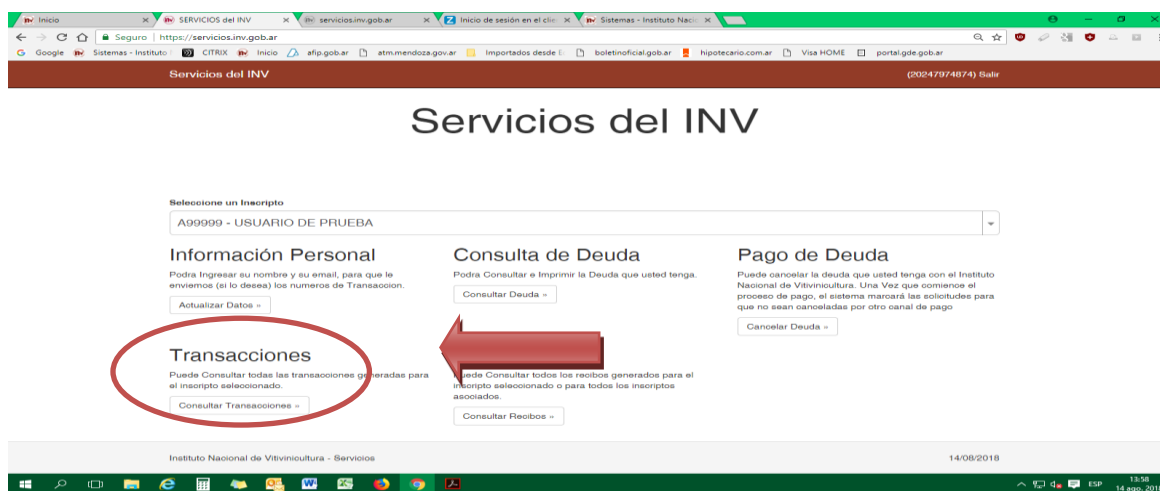 Inicio
SERVICIOS del INV
servicios.inv.gob.ar
Inicio de sesión en el clie
Sistemas - Instituto Nacio
Seguro | https://servicios.inv.gob.ar
Google Sistemas - Instituto CITRIX Inicio afip.gob.ar atm.mendoza.gov.ar Importados desde boletinoficial.gob.ar hipotecario.com.ar Visa HOME portal.gde.gob.ar
Servicios del INV (20247974874) Salir
Servicios del INV
Seleccione un Inscripto
A99999 - USUARIO DE PRUEBA
Información Personal
Podra Ingresar su nombre y su email, para que le
enviemos (si lo desea) los numeros de Transaccion.
Actualizar Datos »
Consulta de Deuda
Podra Consultar e Imprimir la Deuda que usted tenga.
Consultar Deuda »
Pago de Deuda
Puede cancelar la deuda que usted tenga con el Instituto
Nacional de Vitivinicultura. Una Vez que comience el
proceso de pago, el sistema marcará las solicitudes para
que no sean canceladas por otro canal de pago
Cancelar Deuda »
Transacciones
Puede Consultar todas las transacciones generadas para
el inscripto seleccionado.
Consultar Transacciones »
Puede Consultar todos los recibos generados para el
inscripto seleccionado o para todos los inscriptos
asociados.
Consultar Recibos »
Instituto Nacional de Vitivinicultura - Servicios 14/08/2018
ESP
13:58
14 ago. 2018